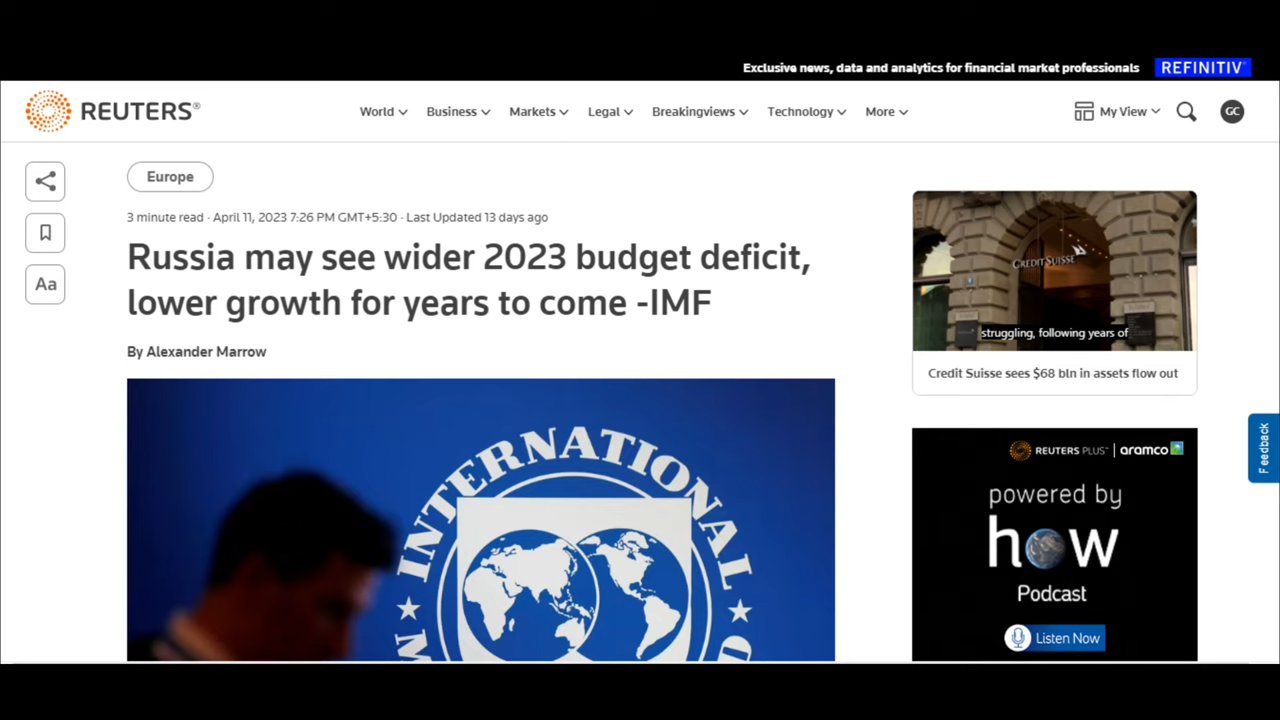 Exclusive news, data and analytics for financial market professionals REFINITIV
REUTERS® World Business Markets Legal Breakingviews Technology More My View GC
Europe
3 minute read · April 11, 2023 7:26 PM GMT+5:30 · Last Updated 13 days ago
Russia may see wider 2023 budget deficit,
lower growth for years to come -IMF
Aa
By Alexander Marrow
INTERNATIONAL
CREDIT SUISSE
struggling, following years of
Credit Suisse sees $68 bln in assets flow out
Feedback
REUTERS PLUS™ | aramco
powered by
how
Podcast
Listen Now